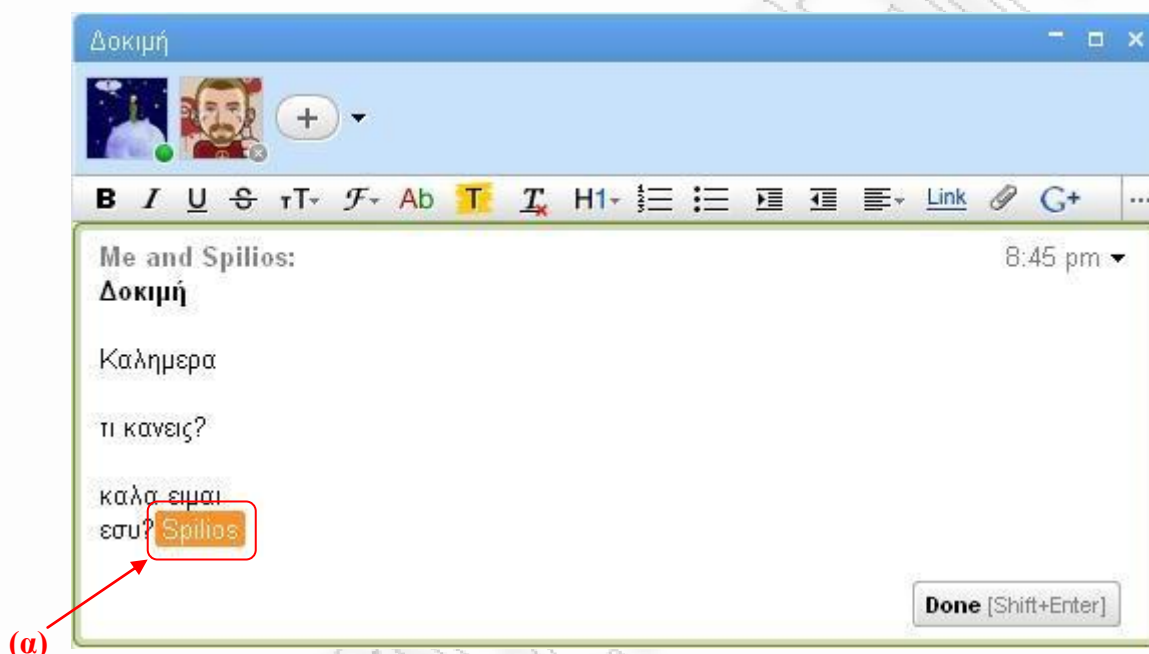 Δοκιμή
B I U S тT F Ab T T H1 Link G+ ...
Me and Spilios: 8:45 pm
Δοκιμή
Καλημερα
τι κανεις?
καλα ειμαι
εσυ? Spilios
Done [Shift+Enter]
(α)